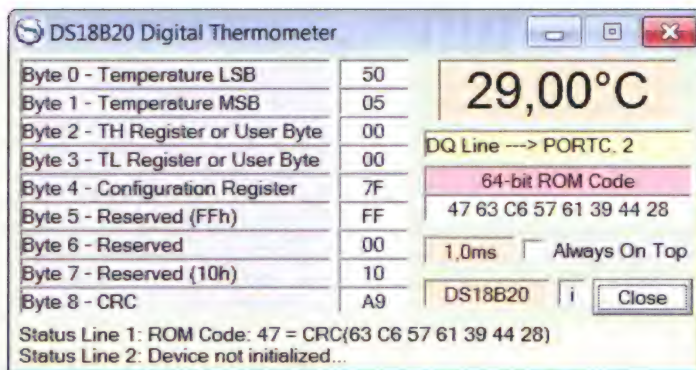 DS18B20 Digital Thermometer
Byte 0 - Temperature LSB 50
Byte 1 - Temperature MSB 05
Byte 2 - TH Register or User Byte 00
Byte 3 - TL Register or User Byte 00
Byte 4 - Configuration Register 7F
Byte 5 - Reserved (FFh) FF
Byte 6 - Reserved 00
Byte 7 - Reserved (10h) 10
Byte 8 - CRC A9
29,00°C
DQ Line ---> PORTC. 2
64-bit ROM Code
47 63 C6 57 61 39 44 28
1,0ms Always On Top
DS18B20 i Close
Status Line 1: ROM Code: 47 = CRC(63 C6 57 61 39 44 28)
Status Line 2: Device not initialized...